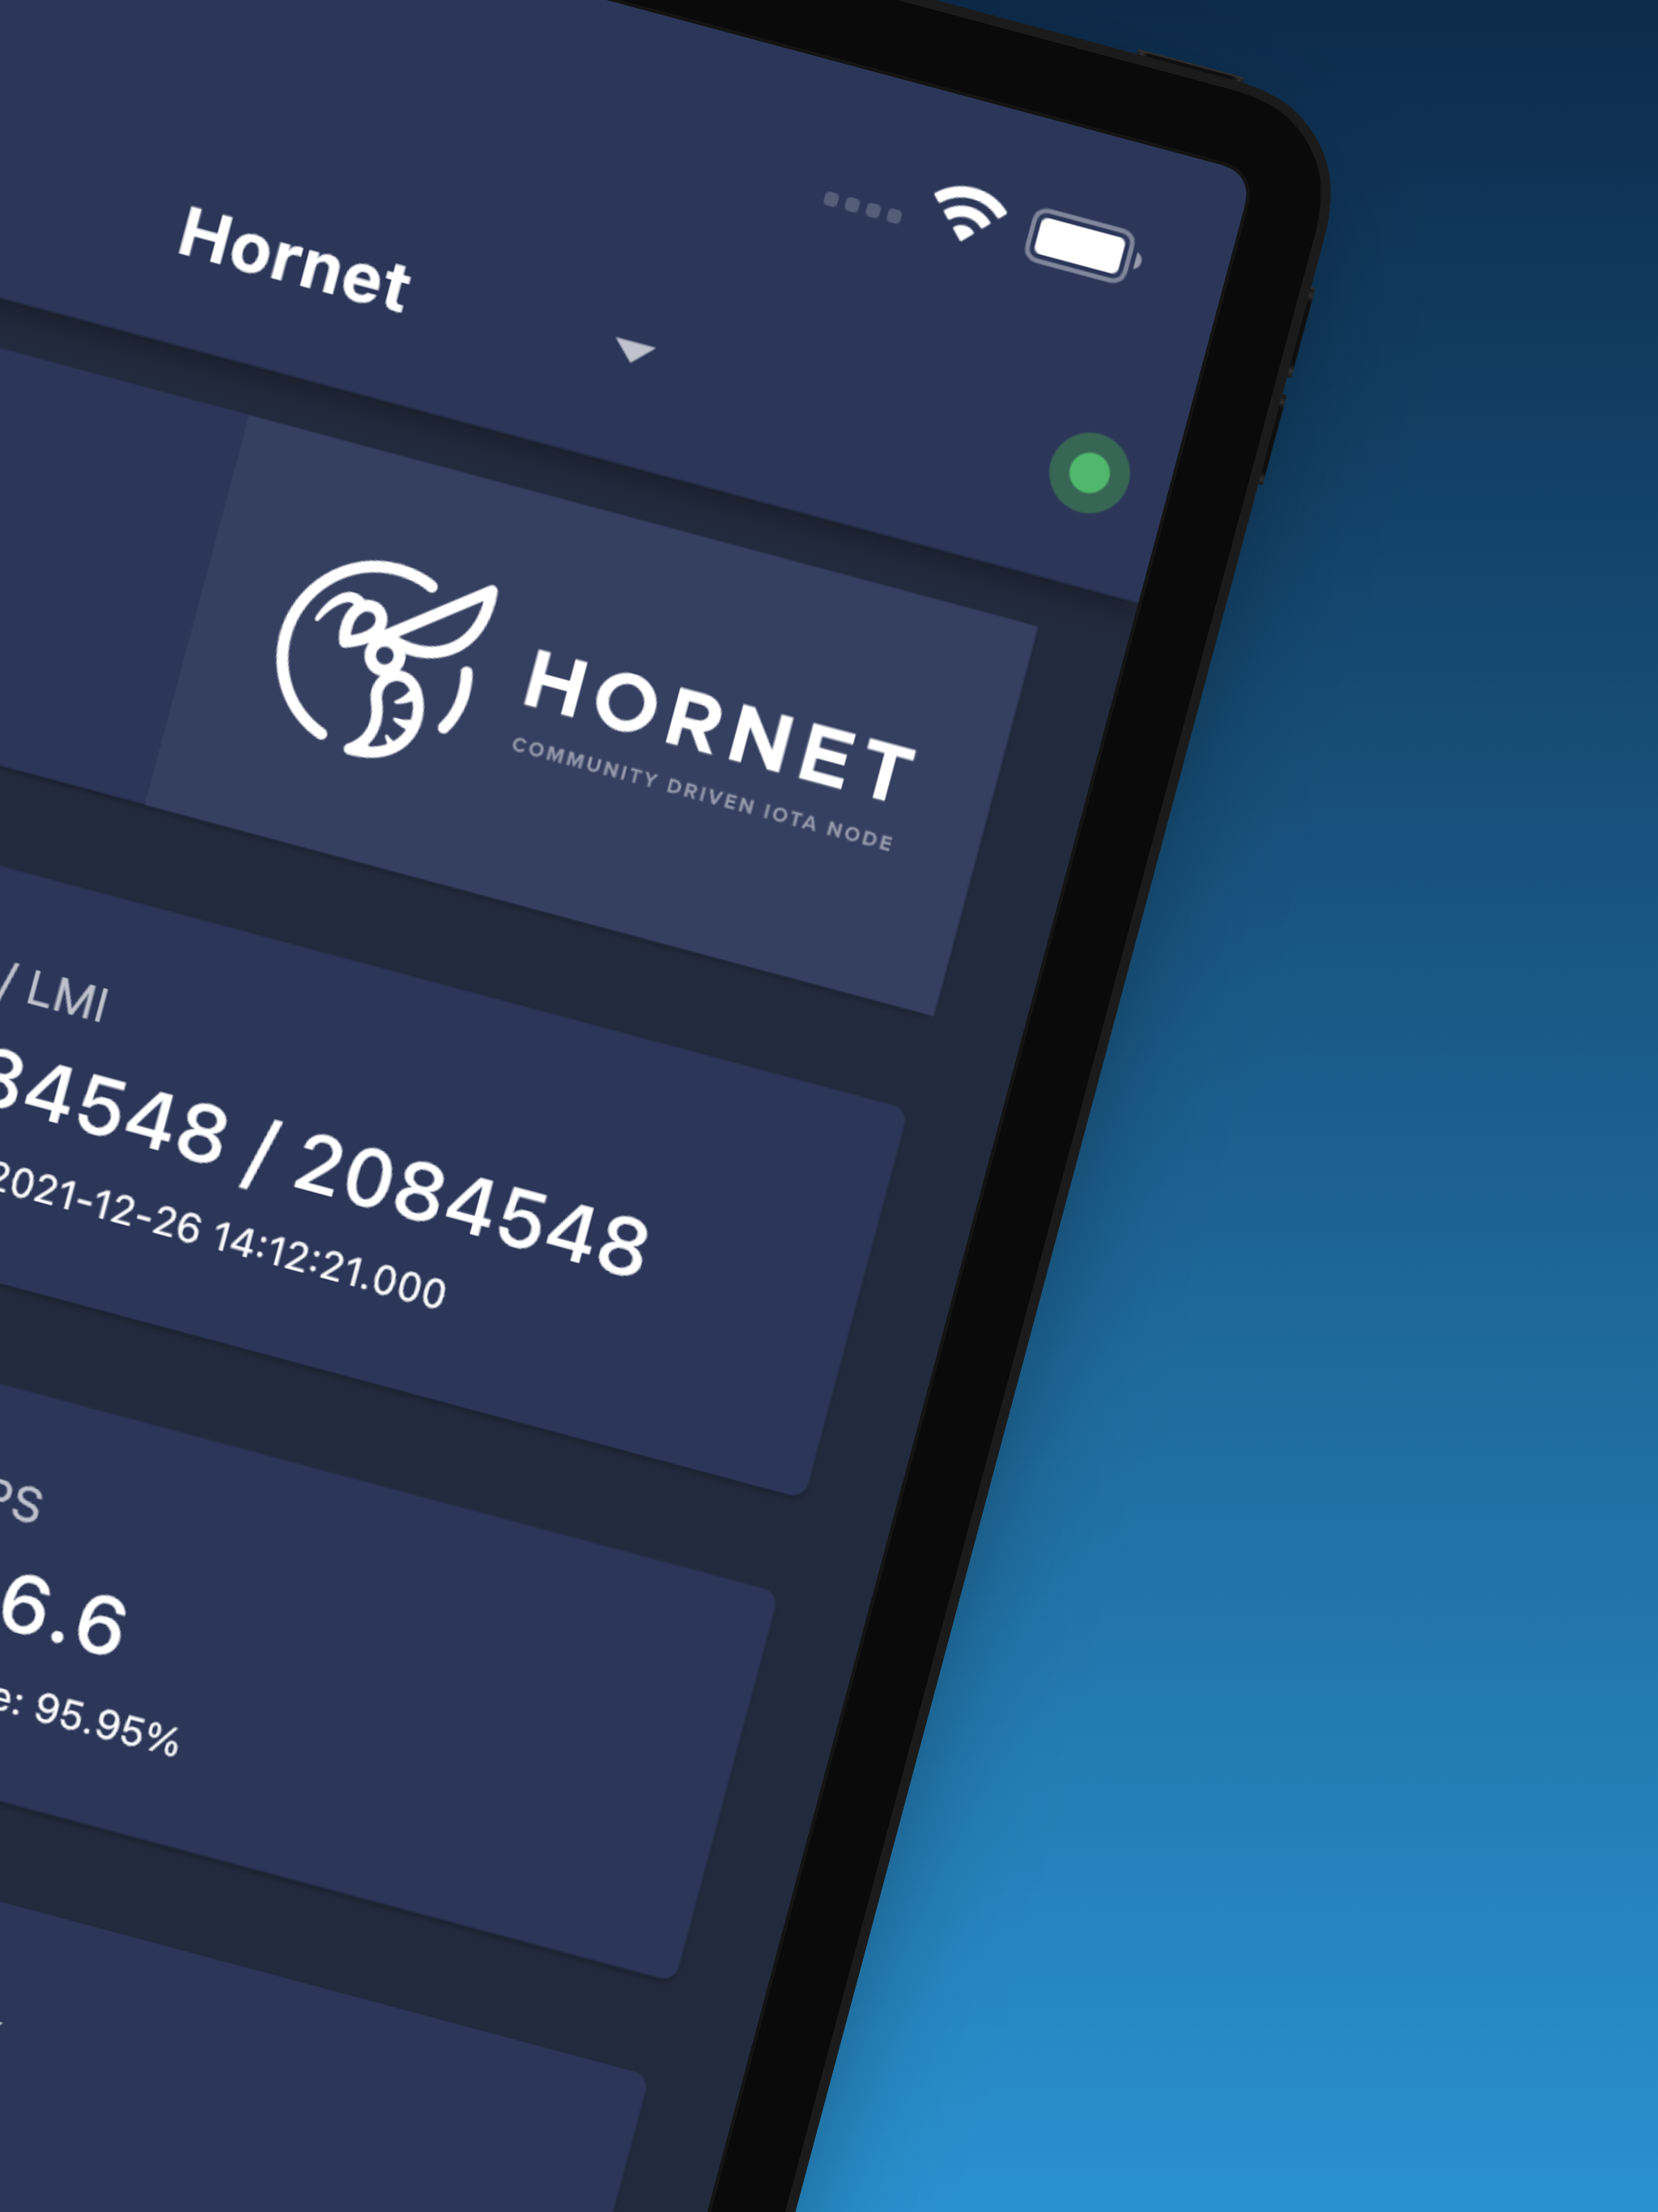 Hornet
HORNET
COMMUNITY DRIVEN IOTA NODE
/ LMI
34548 / 2084548
2021-12-26 14:12:21.000
PS
6.6
e: 95.95%